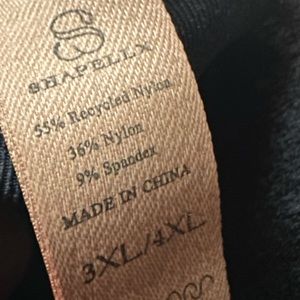 SHAPELLX
55% Recycled Nylon
36% Nylon
9% Spandex
MADE IN CHINA
3XL/4XL